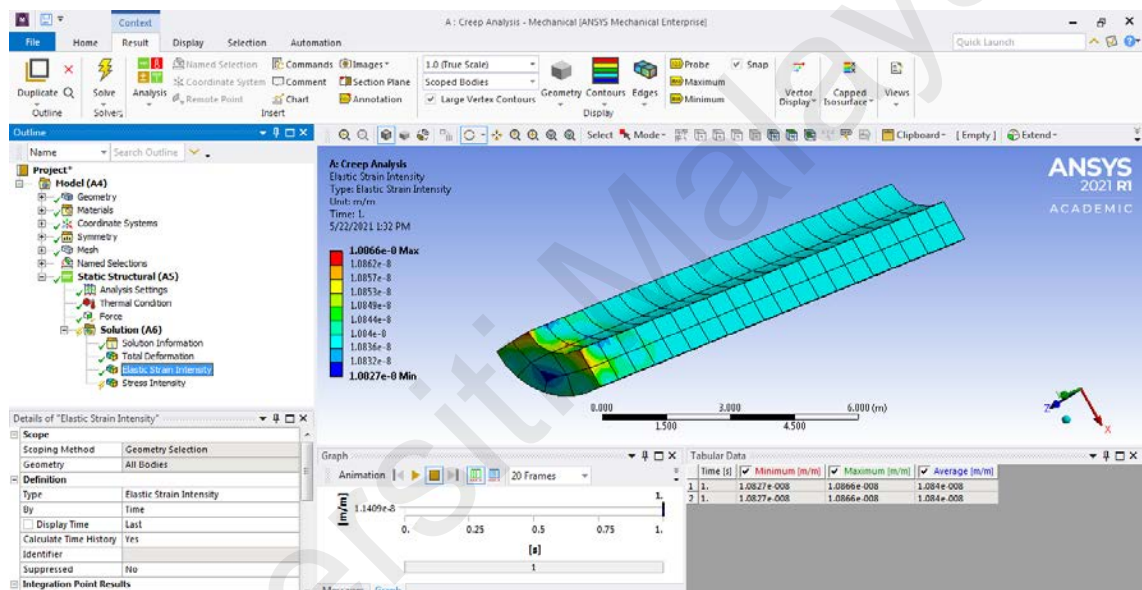 Context
A : Creep Analysis - Mechanical [ANSYS Mechanical Enterprise]
File Home Result Display Selection Automation
Quick Launch
Duplicate
Solve
Analysis
Named Selection
Coordinate System
Remote Point
Commands
Comment
Chart
Images
Section Plane
Annotation
1.0 (True Scale)
Scoped Bodies
Large Vertex Contours
Geometry
Contours
Edges
Probe
Maximum
Minimum
Snap
Vector Display
Capped Isosurface
Views
Outline Solver Insert Display
Outline
Select Mode Clipboard [ Empty ] Extend
Name Search Outline
Project*
Model (A4)
Geometry
Materials
Coordinate Systems
Symmetry
Mesh
Named Selections
Static Structural (A5)
Analysis Settings
Thermal Condition
Force
Solution (A6)
Solution Information
Total Deformation
Elastic Strain Intensity
Stress Intensity
A: Creep Analysis
Elastic Strain Intensity
Type: Elastic Strain Intensity
Unit: m/m
Time: 1.
5/22/2021 1:32 PM
1.0866e-8 Max
1.0862e-8
1.0857e-8
1.0853e-8
1.0849e-8
1.0844e-8
1.084e-8
1.0836e-8
1.0832e-8
1.0827e-8 Min
ANSYS
2021 R1
ACADEMIC
0.000 3.000 6.000 (m)
1.500 4.500
Z
X
Details of "Elastic Strain Intensity"
Scope
Scoping Method Geometry Selection
Geometry All Bodies
Definition
Type Elastic Strain Intensity
By Time
Display Time Last
Calculate Time History Yes
Identifier
Suppressed No
Integration Point Results
Graph
Animation 20 Frames
1.
[m/m]
1.1409e-8
0. 0.25 0.5 0.75 1.
[s]
1
Messages Graph
Tabular Data
Time [s] Minimum [m/m] Maximum [m/m] Average [m/m]
1 1. 1.0827e-008 1.0866e-008 1.084e-008
2 1. 1.0827e-008 1.0866e-008 1.084e-008